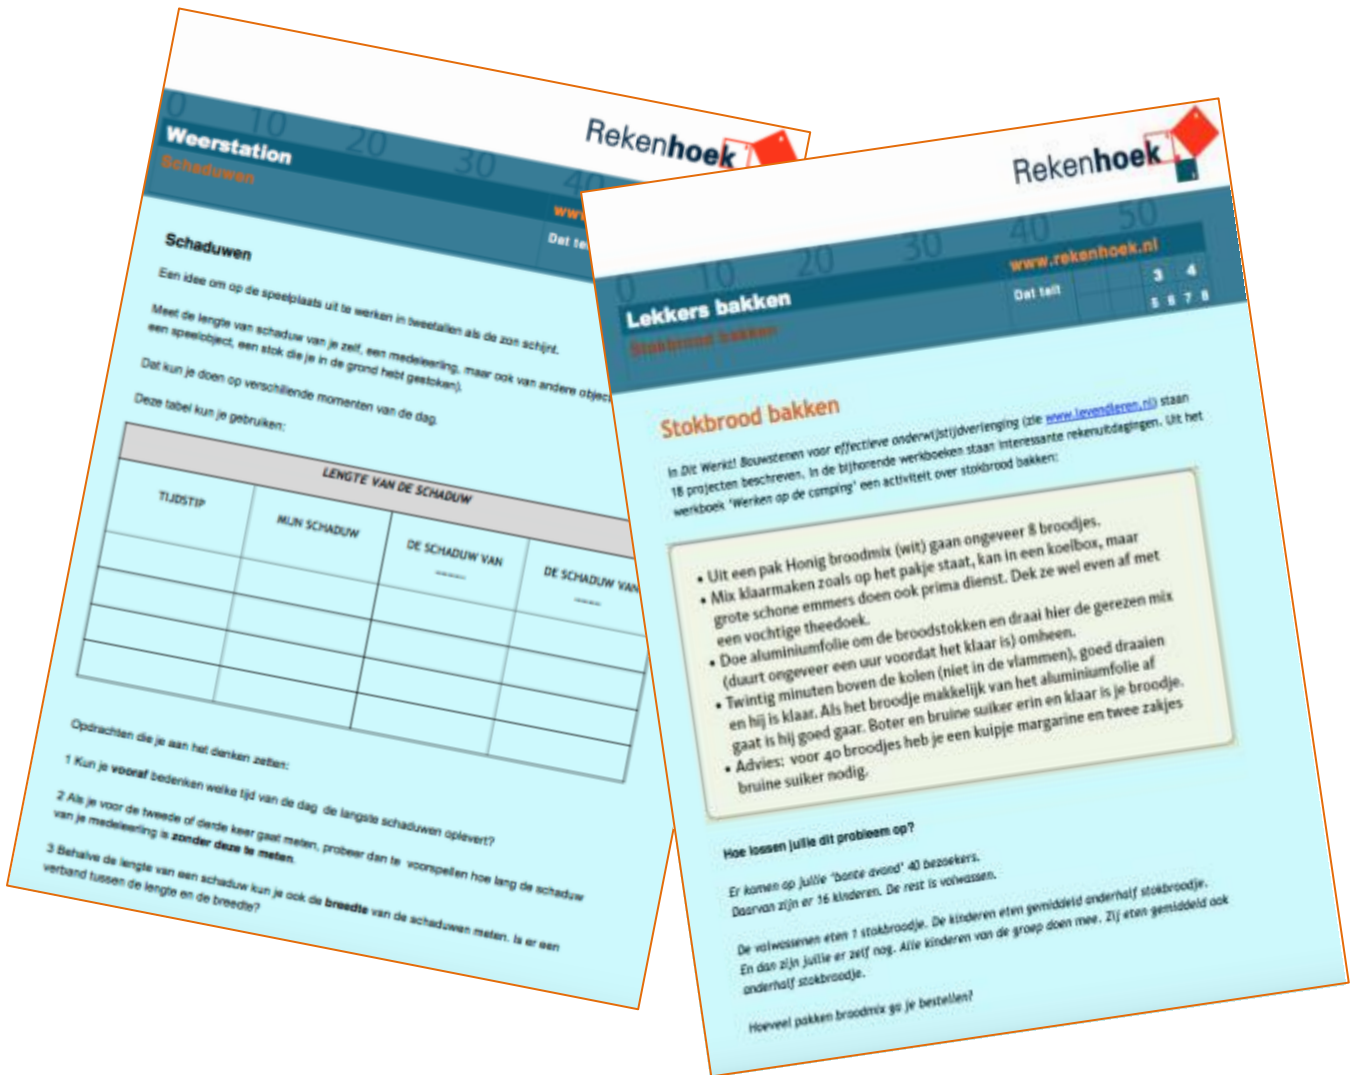 Rekenhoek
0 10 20 30 40
Weerstation
Schaduwen
www
Dat te
Schaduwen
Een idee om op de speelplaats uit te werken in tweetallen als de zon schijnt.
Meet de lengte van schaduw van je zelf, een medeleerling, maar ook van andere objec
een speelobject, een stok die je in de grond hebt gestoken).
Dat kun je doen op verschillende momenten van de dag.
Deze tabel kun je gebruiken:
LENGTE VAN DE SCHADUW
TIJDSTIP
MIJN SCHADUW
DE SCHADUW VAN
-----
DE SCHADUW VAN
----
Opdrachten die je aan het denken zetten:
1 Kun je vooraf bedenken welke tijd van de dag de langste schaduwen oplevert?
2 Als je voor de tweede of derde keer gaat meten, probeer dan te voorspellen hoe lang de schaduw
van je medeleerling is zonder deze te meten.
3 Behalve de lengte van een schaduw kun je ook de breedte van de schaduwen meten. Is er een
verband tussen de lengte en de breedte?
Rekenhoek
0 10 20 30 40 50
www.rekenhoek.nl
Lekkers bakken
Dat telt
3 4
Stokbrood bakken
5 6 7 8
Stokbrood bakken
In Dit Werkt! Bouwstenen voor effectieve onderwijstijdverlenging (zie www.levendleren.nl) staan
18 projecten beschreven. In de bijhorende werkboeken staan interessante rekenuitdagingen. Uit het
werkboek 'Werken op de camping' een activiteit over stokbrood bakken:
• Uit een pak Honig broodmix (wit) gaan ongeveer 8 broodjes.
• Mix klaarmaken zoals op het pakje staat, kan in een koelbox, maar
grote schone emmers doen ook prima dienst. Dek ze wel even af met
een vochtige theedoek.
• Doe aluminiumfolie om de broodstokken en draai hier de gerezen mix
(duurt ongeveer een uur voordat het klaar is) omheen.
• Twintig minuten boven de kolen (niet in de vlammen), goed draaien
en hij is klaar. Als het broodje makkelijk van het aluminiumfolie af
gaat is hij goed gaar. Boter en bruine suiker erin en klaar is je broodje.
• Advies: voor 40 broodjes heb je een kuipje margarine en twee zakjes
bruine suiker nodig.
Hoe lossen jullie dit probleem op?
Er komen op jullie 'bonte avond' 40 bezoekers.
Daarvan zijn er 16 kinderen. De rest is volwassen.
De volwassenen eten 1 stokbroodje. De kinderen eten gemiddeld anderhalf stokbroodje.
En dan zijn jullie er zelf nog. Alle kinderen van de groep doen mee. Zij eten gemiddeld ook
anderhalf stokbroodje.
Hoeveel pakken broodmix ga je bestellen?